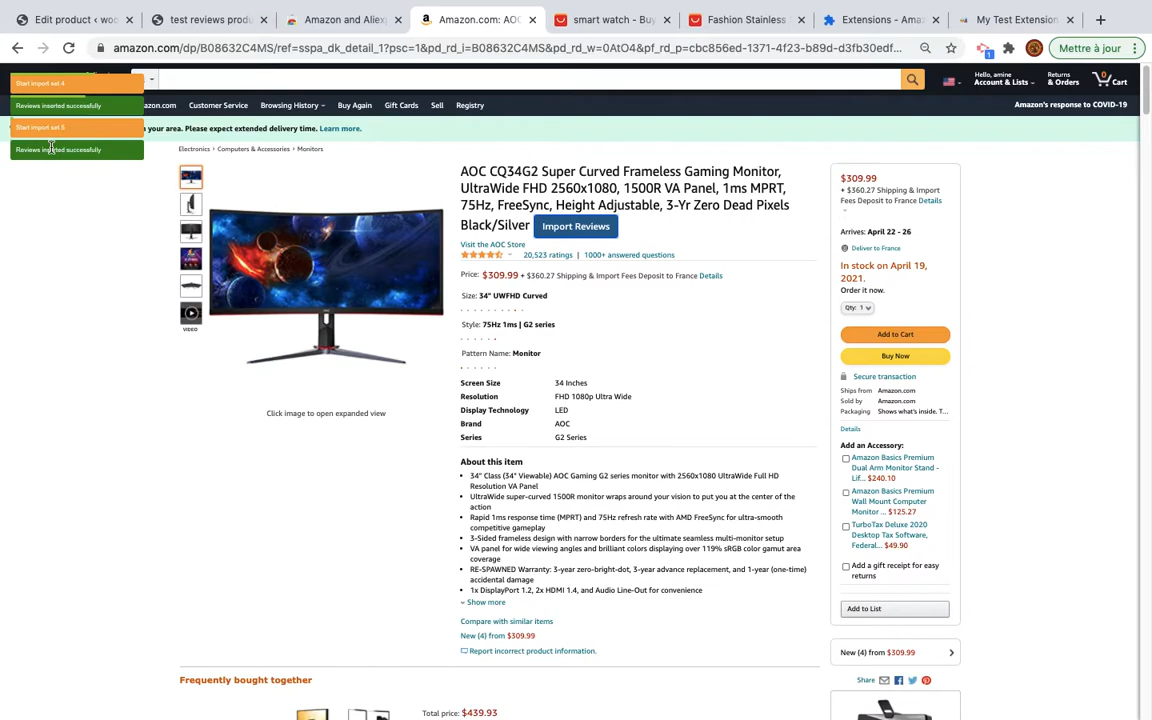 Edit product ‹ woo
test reviews produ
Amazon and Aliex
Amazon.com: AO
smart watch - Buy
Fashion Stainless
Extensions - Ama
My Test Extension
amazon.com/dp/B08632C4MS/ref=sspa_dk_detail_1?psc=1&pd_rd_i=B08632C4MS&pd_rd_w=0AtO4&pf_rd_p=cbc856ed-1371-4f23-b89d-d3fb30edf...
1
Mettre à jour
Start import set 4
Reviews inserted successfully
Start import set 5
Reviews inserted successfully
Hello, amine
Account & Lists
Returns
& Orders
0
Cart
azon.com
Customer Service
Browsing History
Buy Again
Gift Cards
Sell
Registry
Amazon's response to COVID-19
your area. Please expect extended delivery time. Learn more.
Electronics › Computers & Accessories › Monitors
AOC CQ34G2 Super Curved Frameless Gaming Monitor,
UltraWide FHD 2560x1080, 1500R VA Panel, 1ms MPRT,
75Hz, FreeSync, Height Adjustable, 3-Yr Zero Dead Pixels
Black/Silver
Import Reviews
Visit the AOC Store
20,523 ratings | 1000+ answered questions
Price: $309.99 + $360.27 Shipping & Import Fees Deposit to France Details
Size: 34" UWFHD Curved
Style: 75Hz 1ms | G2 series
Pattern Name: Monitor
Screen Size 34 Inches
Resolution FHD 1080p Ultra Wide
Display Technology LED
Brand AOC
Series G2 Series
VIDEO
Click image to open expanded view
About this item
• 34" Class (34" Viewable) AOC Gaming G2 series monitor with 2560x1080 UltraWide Full HD
Resolution VA Panel
• UltraWide super-curved 1500R monitor wraps around your vision to put you at the center of the
action
• Rapid 1ms response time (MPRT) and 75Hz refresh rate with AMD FreeSync for ultra-smooth
competitive gameplay
• 3-Sided frameless design with narrow borders for the ultimate seamless multi-monitor setup
• VA panel for wide viewing angles and brilliant colors displaying over 119% sRGB color gamut area
coverage
• RE-SPAWNED Warranty: 3-year zero-bright-dot, 3-year advance replacement, and 1-year (one-time)
accidental damage
• 1x DisplayPort 1.2, 2x HDMI 1.4, and Audio Line-Out for convenience
Show more
Compare with similar items
New (4) from $309.99
Report incorrect product information.
$309.99
+ $360.27 Shipping & Import
Fees Deposit to France Details
Arrives: April 22 - 26
Deliver to France
In stock on April 19,
2021.
Order it now.
Qty: 1
Add to Cart
Buy Now
Secure transaction
Ships from Amazon.com
Sold by Amazon.com
Packaging Shows what's inside. T...
Details
Add an Accessory:
Amazon Basics Premium
Dual Arm Monitor Stand -
Lif... $240.10
Amazon Basics Premium
Wall Mount Computer
Monitor ... $125.27
TurboTax Deluxe 2020
Desktop Tax Software,
Federal... $49.90
Add a gift receipt for easy
returns
Add to List
New (4) from $309.99
Share
Frequently bought together
Total price: $439.93